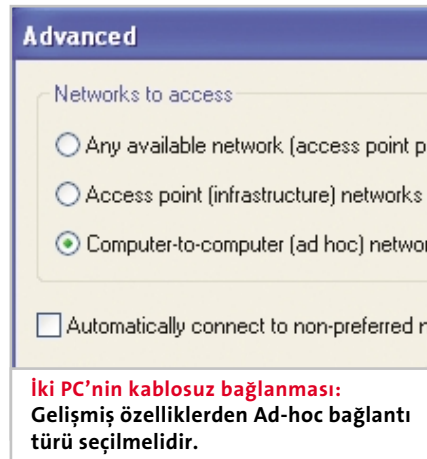 Advanced
Networks to access
Any available network (access point p
Access point (infrastructure) networks
Computer-to-computer (ad hoc) networ
Automatically connect to non-preferred n
İki PC’nin kablosuz bağlanması:
Gelişmiş özelliklerden Ad-hoc bağlantı
türü seçilmelidir.